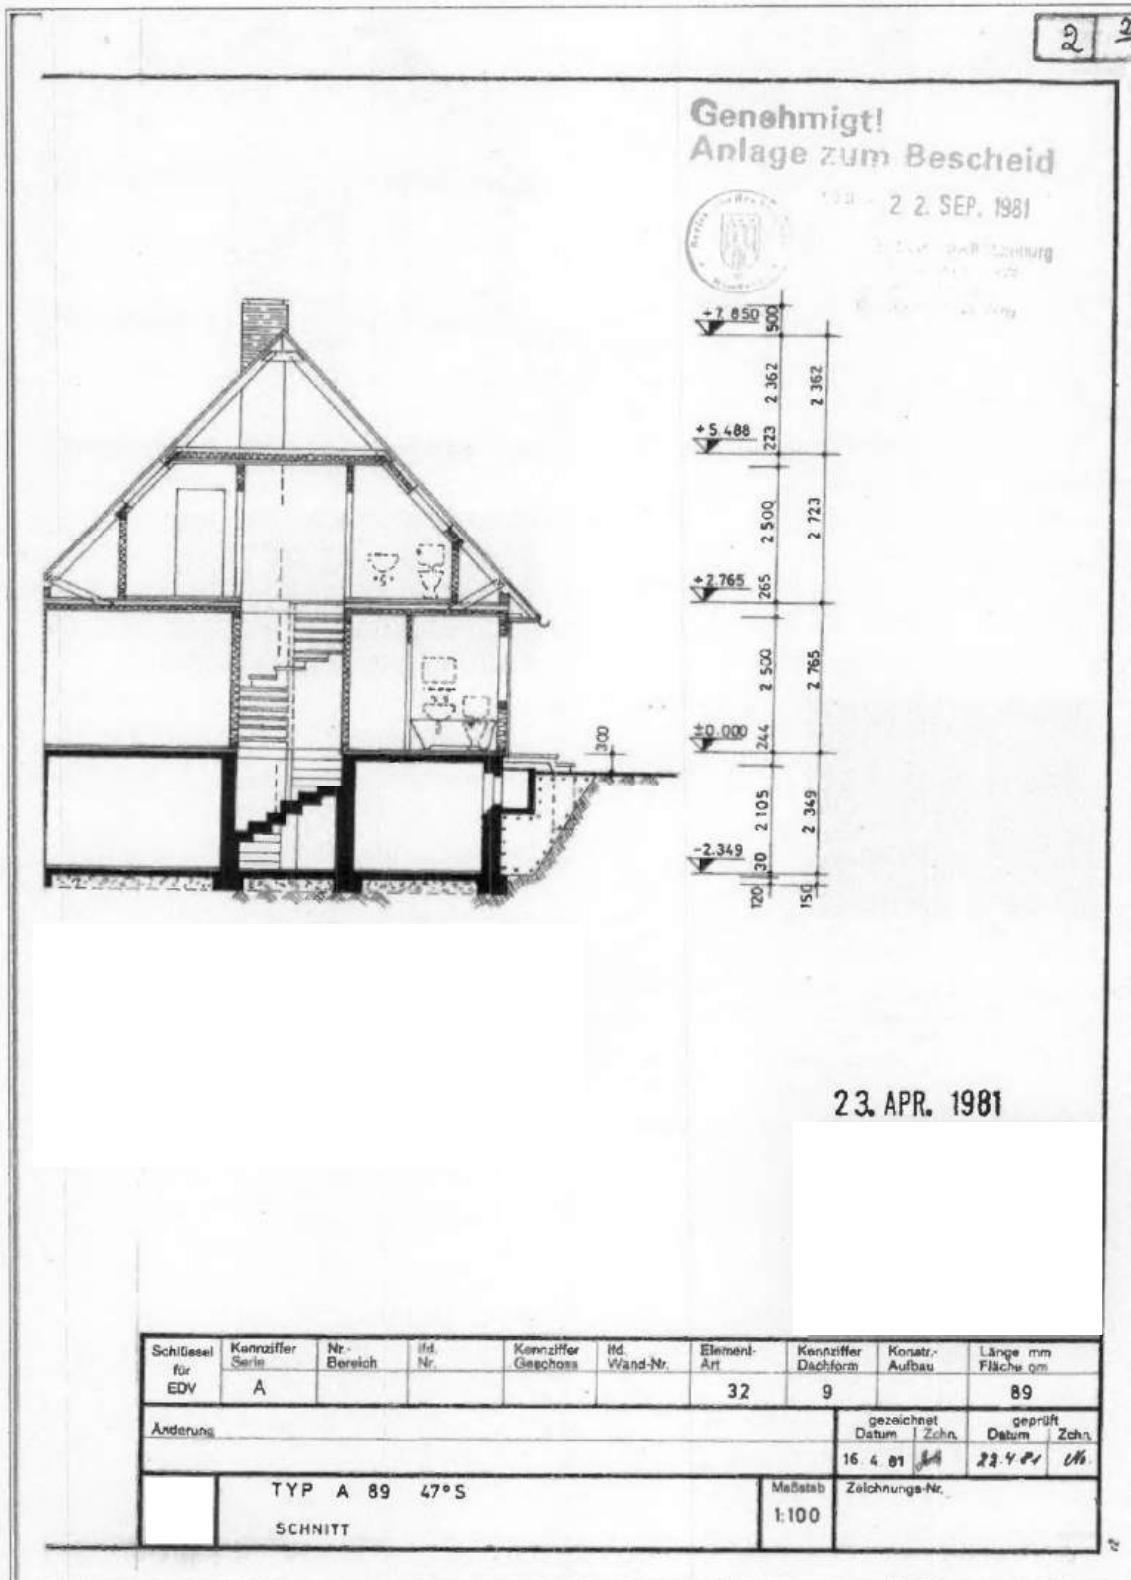 2
2
Genehmigt!
Anlage zum Bescheid
22. SEP. 1981
+7.850
500
2 362
2 362
+5.488
223
2 500
2 723
+2.765
265
2 500
2 765
±0.000
244
300
2 105
2 349
-2.349
30
120
150
23. APR. 1981
Schlüssel für EDV
Kennziffer Serie
Nr.- Bereich
lfd. Nr.
Kennziffer Geschoss
lfd. Wand-Nr.
Element- Art
Kennziffer Dachform
Konstr.- Aufbau
Länge mm Fläche qm
A
32
9
89
Änderung
gezeichnet
Datum
Zchn.
geprüft
Datum
Zchn.
16.4.81
22.4.81
TYP A 89 47°S
SCHNITT
Maßstab
1:100
Zeichnungs-Nr.